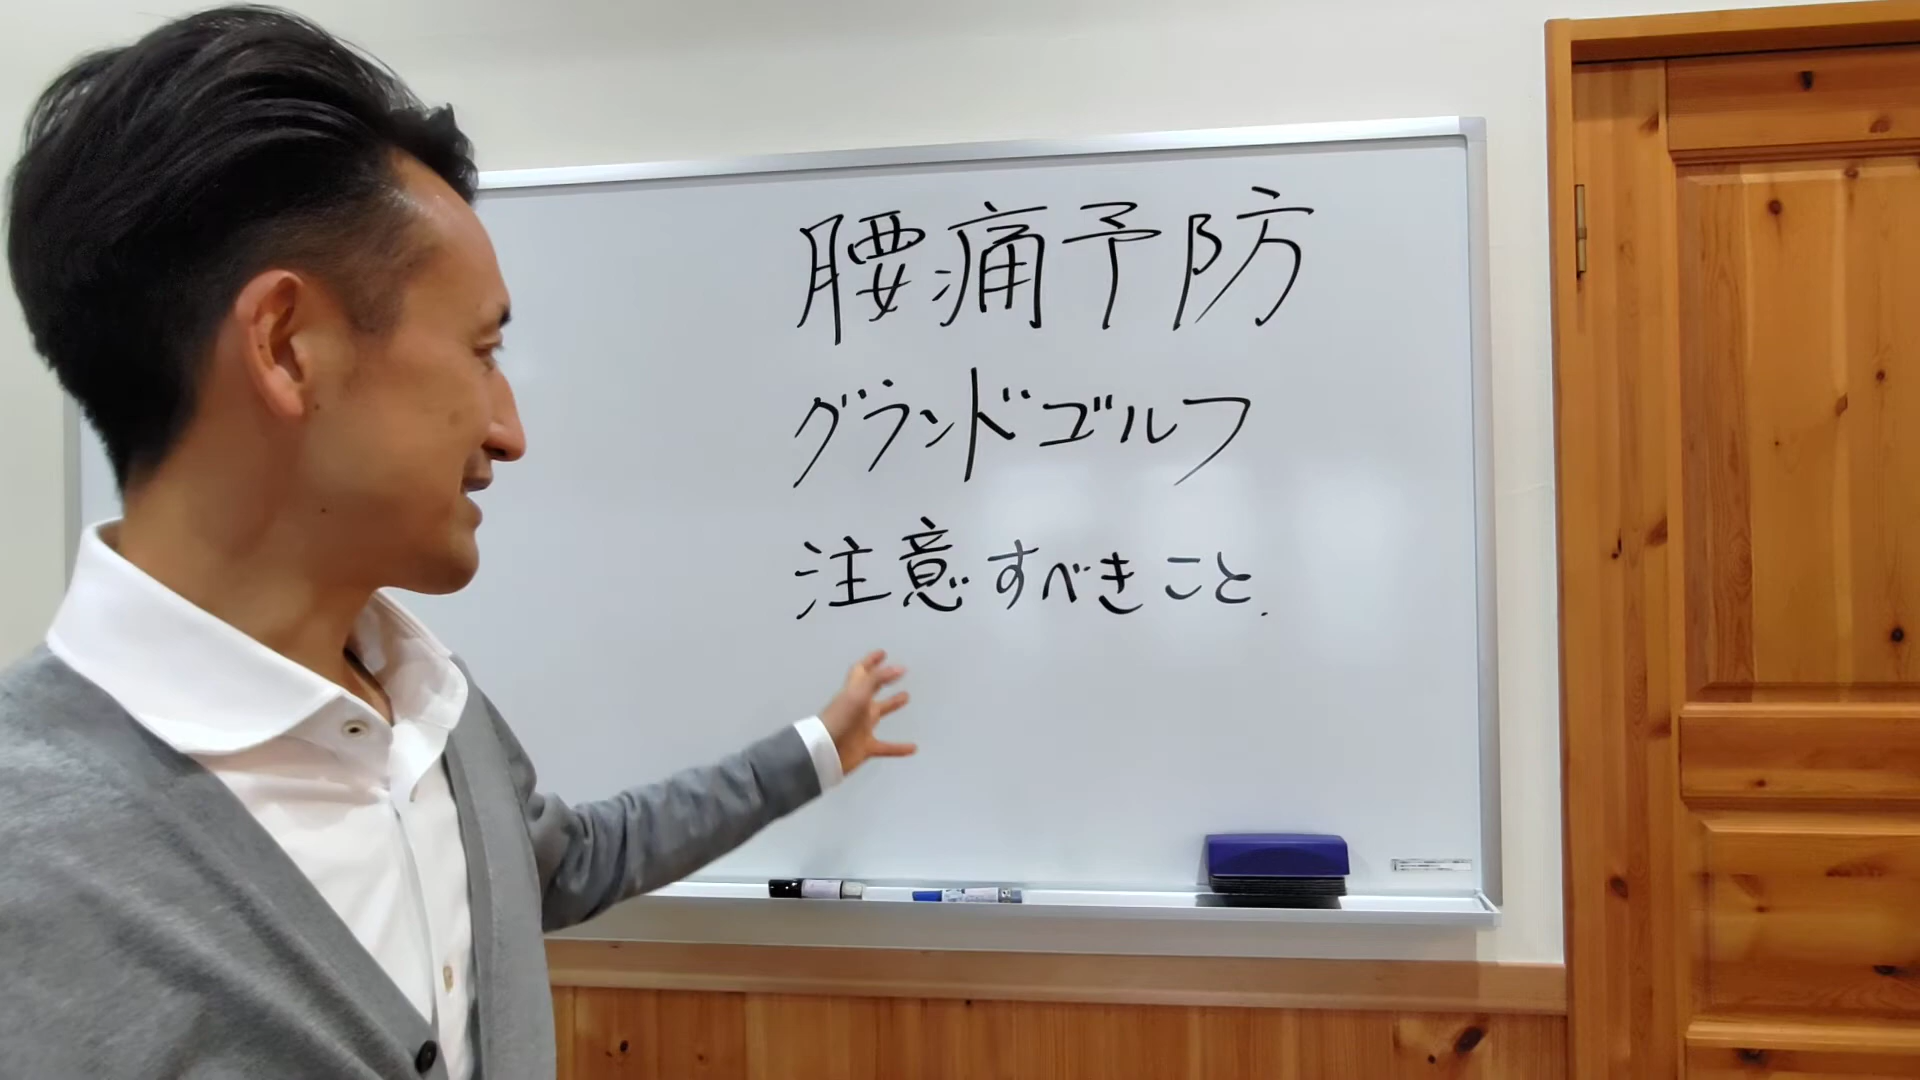 腰痛予防
グランドゴルフ
注意すべきこと.